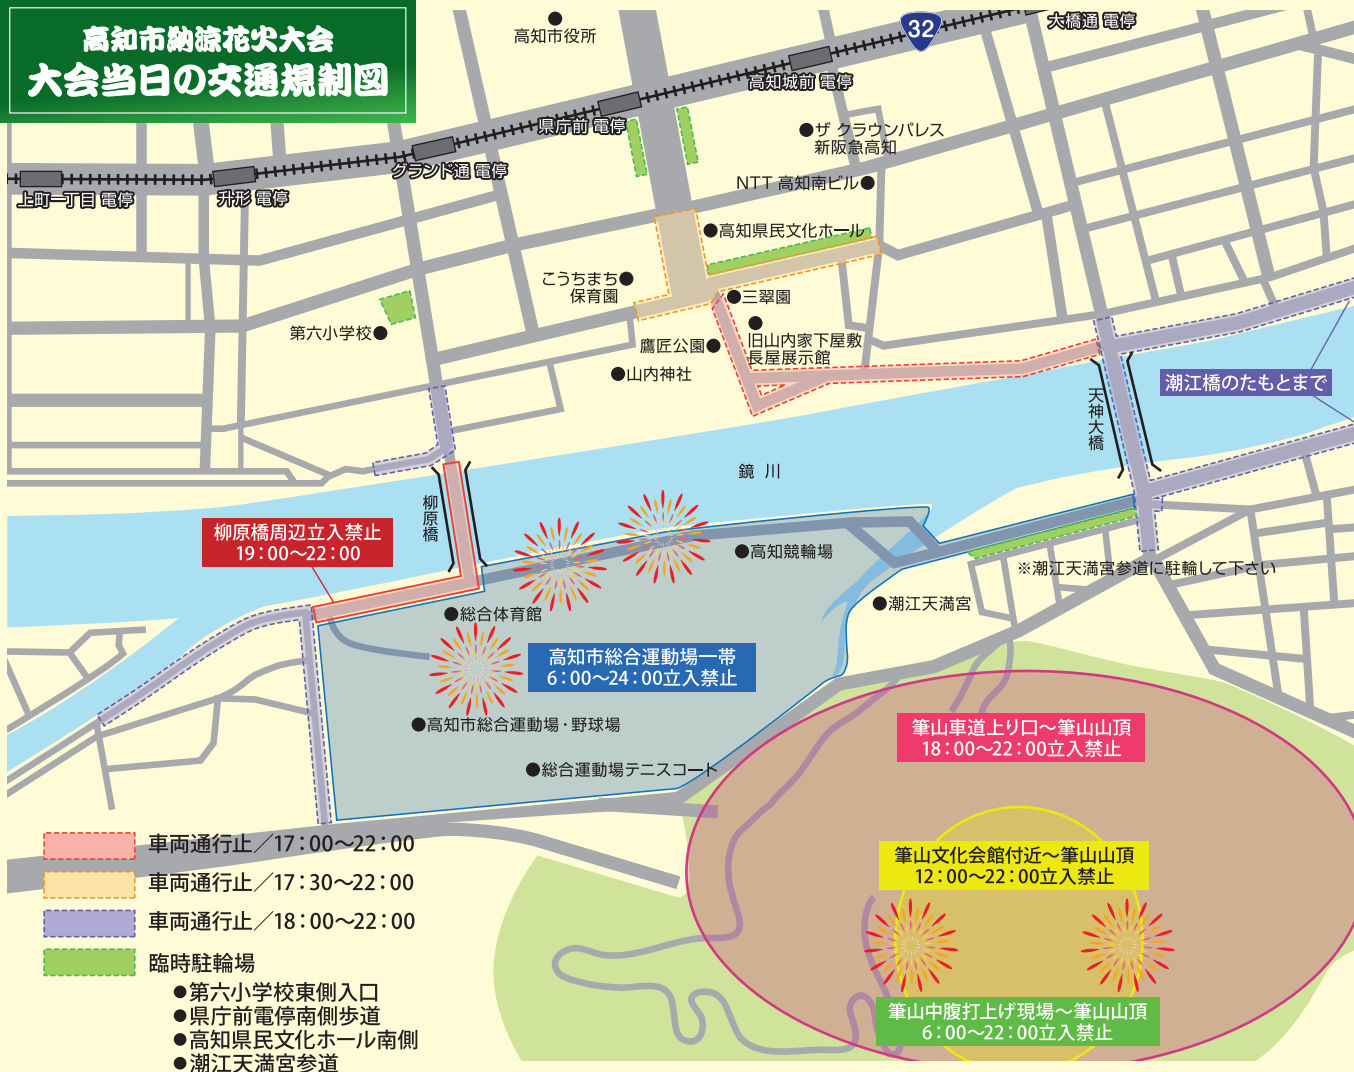 高知市納涼花火大会
大会当日の交通規制図
高知市役所
32
大橋通 電停
高知城前 電停
県庁前 電停
グランド通 電停
升形 電停
上町一丁目 電停
●ザ クラウンパレス
新阪急高知
NTT 高知南ビル●
●高知県民文化ホール
こうちまち●
保育園
●三翠園
第六小学校●
鷹匠公園●
旧山内家下屋敷
長屋展示館
●山内神社
潮江橋のたもとまで
天神大橋
鏡 川
柳原橋
柳原橋周辺立入禁止
19:00〜22:00
●高知競輪場
※潮江天満宮参道に駐輪して下さい
●潮江天満宮
●総合体育館
高知市総合運動場一帯
6:00〜24:00立入禁止
●高知市総合運動場・野球場
●総合運動場テニスコート
筆山車道上り口〜筆山山頂
18:00〜22:00立入禁止
筆山文化会館付近〜筆山山頂
12:00〜22:00立入禁止
筆山中腹打上げ現場〜筆山山頂
6:00〜22:00立入禁止
車両通行止/17:00〜22:00
車両通行止/17:30〜22:00
車両通行止/18:00〜22:00
臨時駐輪場
●第六小学校東側入口
●県庁前電停南側歩道
●高知県民文化ホール南側
●潮江天満宮参道